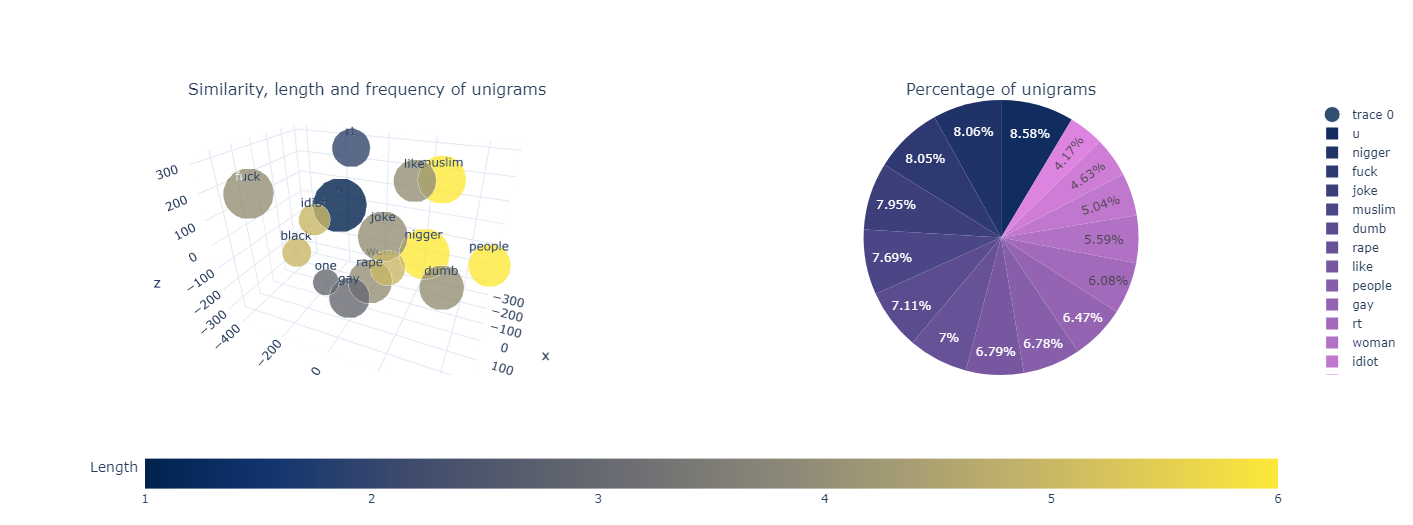 Similarity, length and frequency of unigrams
rt
like
muslim
fuck
u
idiot
joke
black
nigger
people
woman
one
rape
gay
dumb
300
200
100
0
−100
−200
−300
−400
z
−200
0
−300
−200
−100
0
100
x
Percentage of unigrams
8.58%
8.06%
8.05%
7.95%
7.69%
7.11%
7%
6.79%
6.78%
6.47%
6.08%
5.59%
5.04%
4.63%
4.17%
trace 0
u
nigger
fuck
joke
muslim
dumb
rape
like
people
gay
rt
woman
idiot
Length
1 2 3 4 5 6